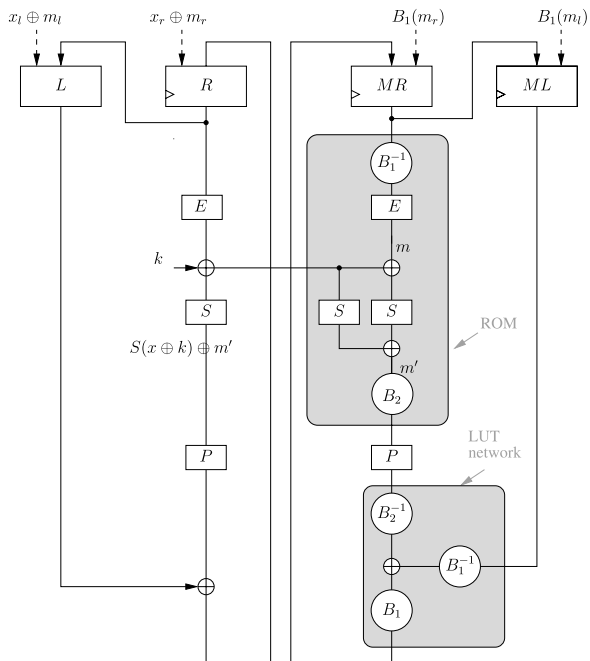 x_l ⊕ m_l x_r ⊕ m_r B_1(m_r) B_1(m_l)
L R MR ML
B_1^{-1}
E E
m
k
S S S
ROM
S(x ⊕ k) ⊕ m′
m′
B_2
LUT
network
P P
B_2^{-1}
B_1^{-1}
B_1